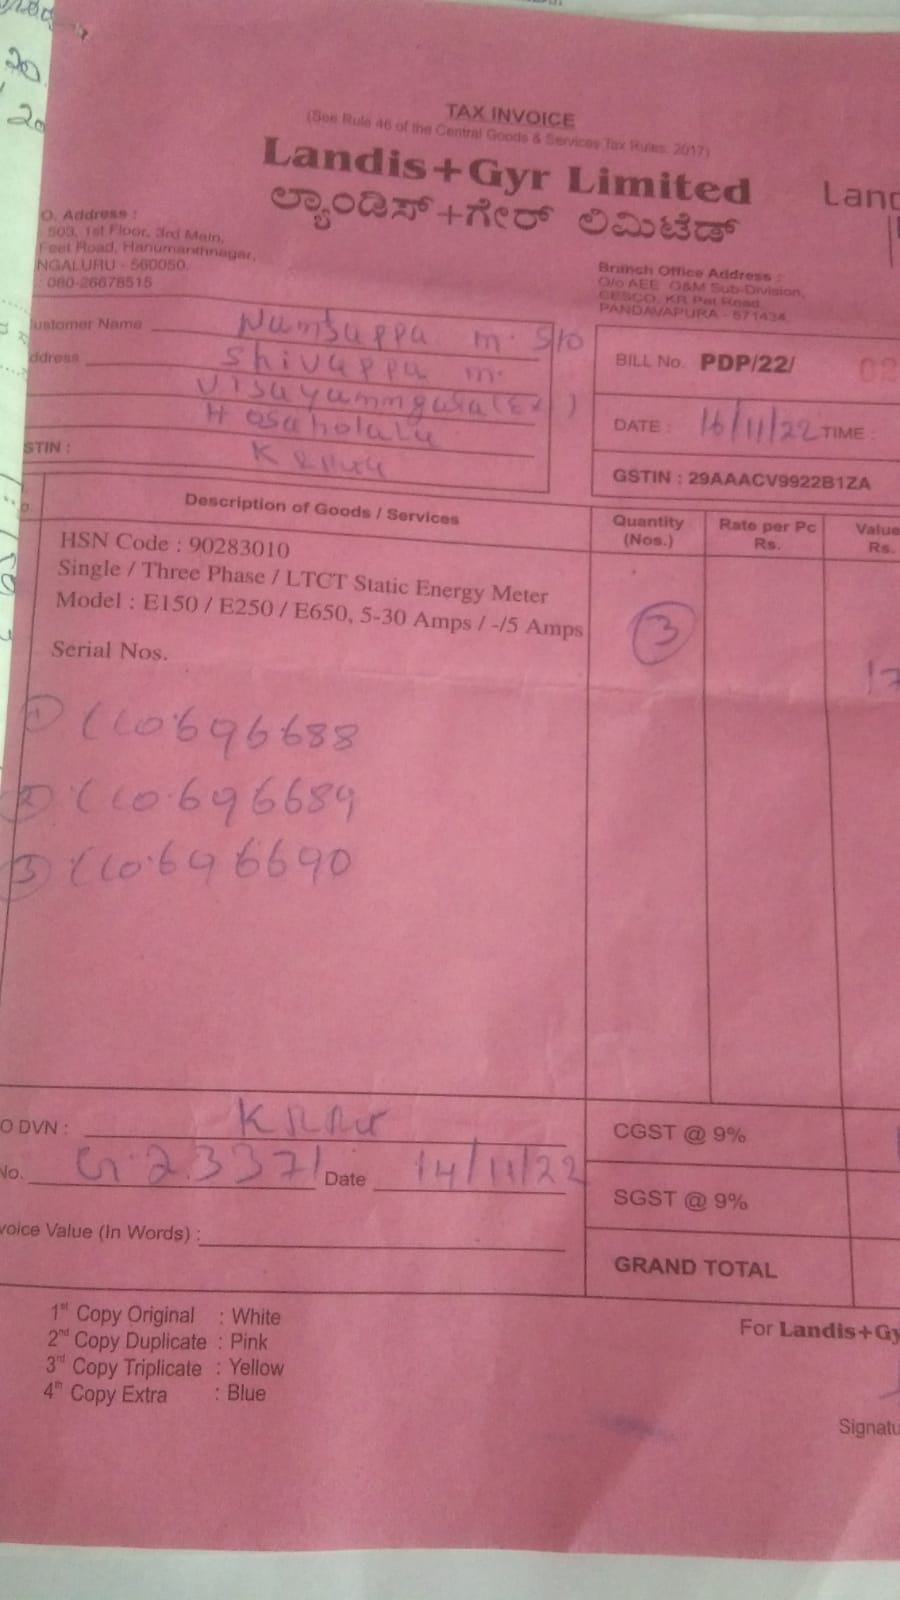 TAX INVOICE
(See Rule 46 of the Central Goods & Services Tax Rules, 2017)
Landis+Gyr Limited
Land
ಲ್ಯಾಂಡಿಸ್+ಗೇರ್ ಲಿಮಿಟೆಡ್
O. Address :
503, 1st Floor, 3rd Main,
Feet Road, Hanumanthnagar,
NGALURU - 560050.
: 080-26678515
Branch Office Address :
O/o AEE O&M Sub-Division,
CESCO, KR Pet Road,
PANDAVAPURA - 571434
ustomer Name Nunjuppa m. S/o
ddress Shivuppa m.
Hosaholalu
STIN :
BILL No. PDP/22/ 02
DATE : 16/11/22 TIME :
GSTIN : 29AAACV9922B1ZA
Description of Goods / Services
Quantity (Nos.)
Rate per Pc Rs.
Value Rs.
HSN Code : 90283010
Single / Three Phase / LTCT Static Energy Meter
Model : E150 / E250 / E650, 5-30 Amps / -/5 Amps
3
Serial Nos.
17
1 (10696688
2 (10696689
3 (10696690
O DVN :
CGST @ 9%
No. G 23371 Date 14/11/22
SGST @ 9%
voice Value (In Words) :
GRAND TOTAL
1st Copy Original : White
2nd Copy Duplicate : Pink
3rd Copy Triplicate : Yellow
4th Copy Extra : Blue
For Landis+Gy
Signatu
20
20